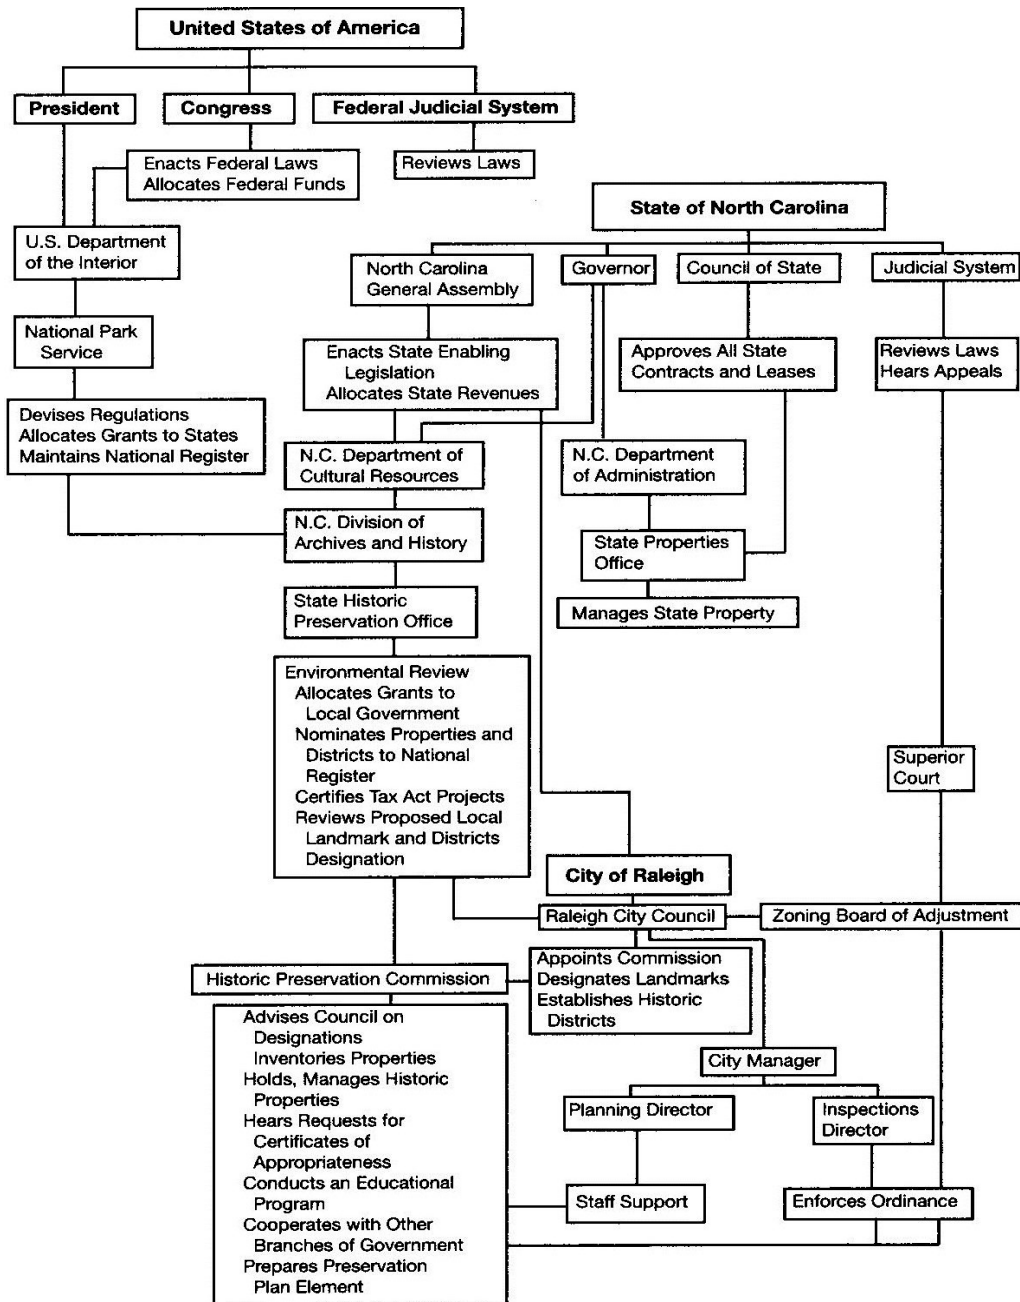 United States of America
President
Congress
Federal Judicial System
Enacts Federal Laws
Allocates Federal Funds
Reviews Laws
State of North Carolina
U.S. Department
of the Interior
North Carolina
General Assembly
Governor
Council of State
Judicial System
National Park
Service
Enacts State Enabling
Legislation
Allocates State Revenues
Approves All State
Contracts and Leases
Reviews Laws
Hears Appeals
Devises Regulations
Allocates Grants to States
Maintains National Register
N.C. Department of
Cultural Resources
N.C. Department
of Administration
N.C. Division of
Archives and History
State Properties
Office
State Historic
Preservation Office
Manages State Property
Environmental Review
Allocates Grants to
Local Government
Nominates Properties and
Districts to National
Register
Certifies Tax Act Projects
Reviews Proposed Local
Landmark and Districts
Designation
Superior
Court
City of Raleigh
Raleigh City Council
Zoning Board of Adjustment
Historic Preservation Commission
Appoints Commission
Designates Landmarks
Establishes Historic
Districts
Advises Council on
Designations
Inventories Properties
Holds, Manages Historic
Properties
Hears Requests for
Certificates of
Appropriateness
Conducts an Educational
Program
Cooperates with Other
Branches of Government
Prepares Preservation
Plan Element
City Manager
Planning Director
Inspections
Director
Staff Support
Enforces Ordinance